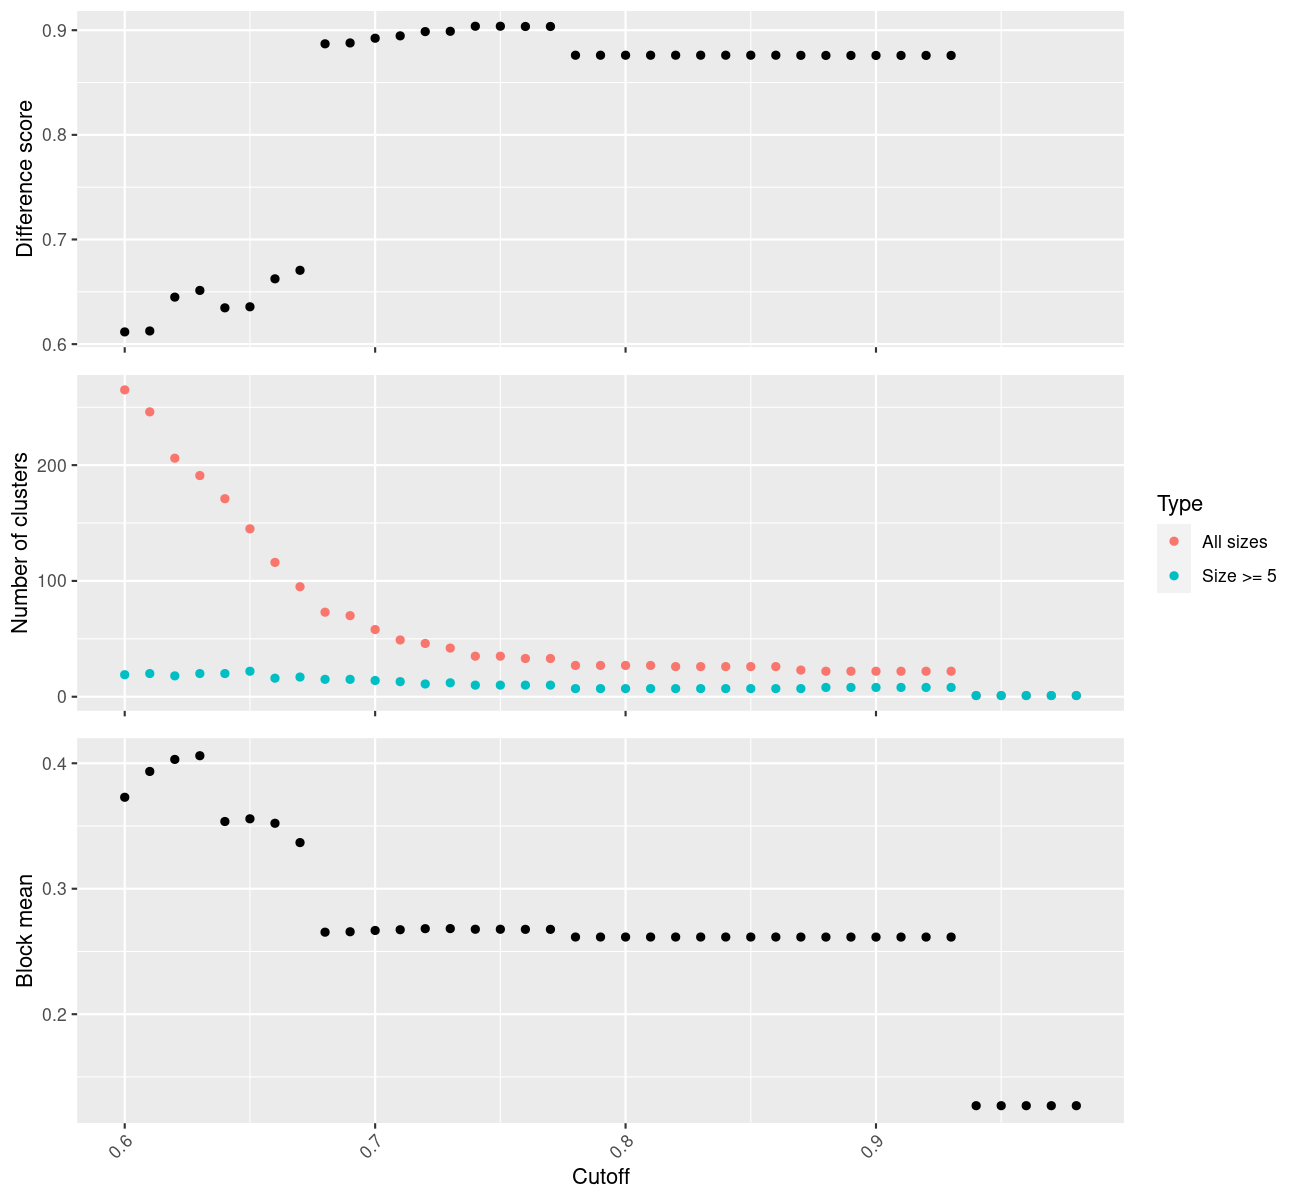 Difference score
0.9
0.8
0.7
0.6
Number of clusters
200
100
0
Type
All sizes
Size >= 5
Block mean
0.4
0.3
0.2
0.6
0.7
0.8
0.9
Cutoff